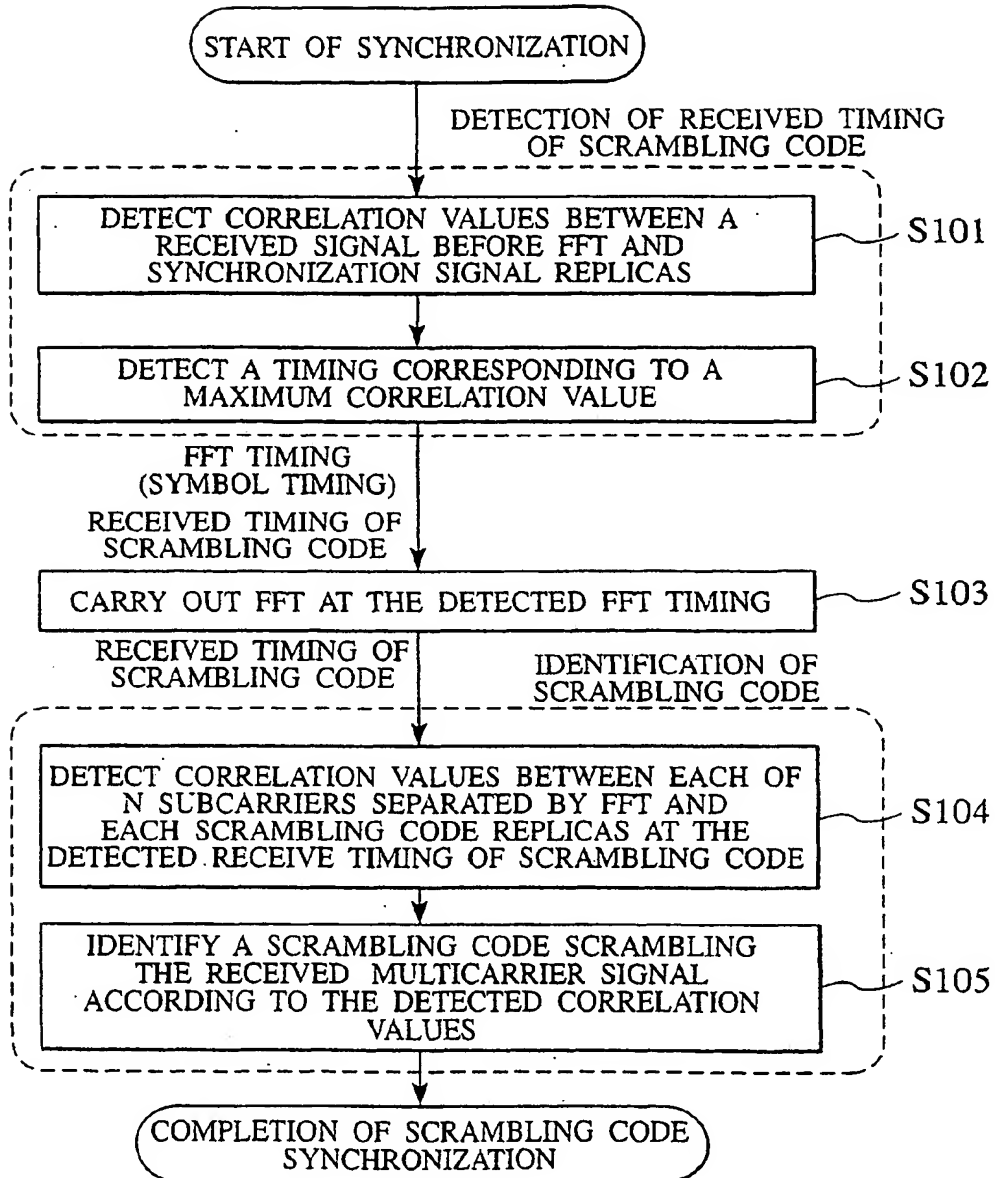 START OF SYNCHRONIZATION
DETECTION OF RECEIVED TIMING
OF SCRAMBLING CODE
DETECT CORRELATION VALUES BETWEEN A
RECEIVED SIGNAL BEFORE FFT AND
SYNCHRONIZATION SIGNAL REPLICAS
S101
DETECT A TIMING CORRESPONDING TO A
MAXIMUM CORRELATION VALUE
S102
FFT TIMING
(SYMBOL TIMING)
RECEIVED TIMING OF
SCRAMBLING CODE
CARRY OUT FFT AT THE DETECTED FFT TIMING
S103
RECEIVED TIMING OF
SCRAMBLING CODE
IDENTIFICATION OF
SCRAMBLING CODE
DETECT CORRELATION VALUES BETWEEN EACH OF
N SUBCARRIERS SEPARATED BY FFT AND
EACH SCRAMBLING CODE REPLICAS AT THE
DETECTED RECEIVE TIMING OF SCRAMBLING CODE
S104
IDENTIFY A SCRAMBLING CODE SCRAMBLING
THE RECEIVED MULTICARRIER SIGNAL
ACCORDING TO THE DETECTED CORRELATION
VALUES
S105
COMPLETION OF SCRAMBLING CODE
SYNCHRONIZATION